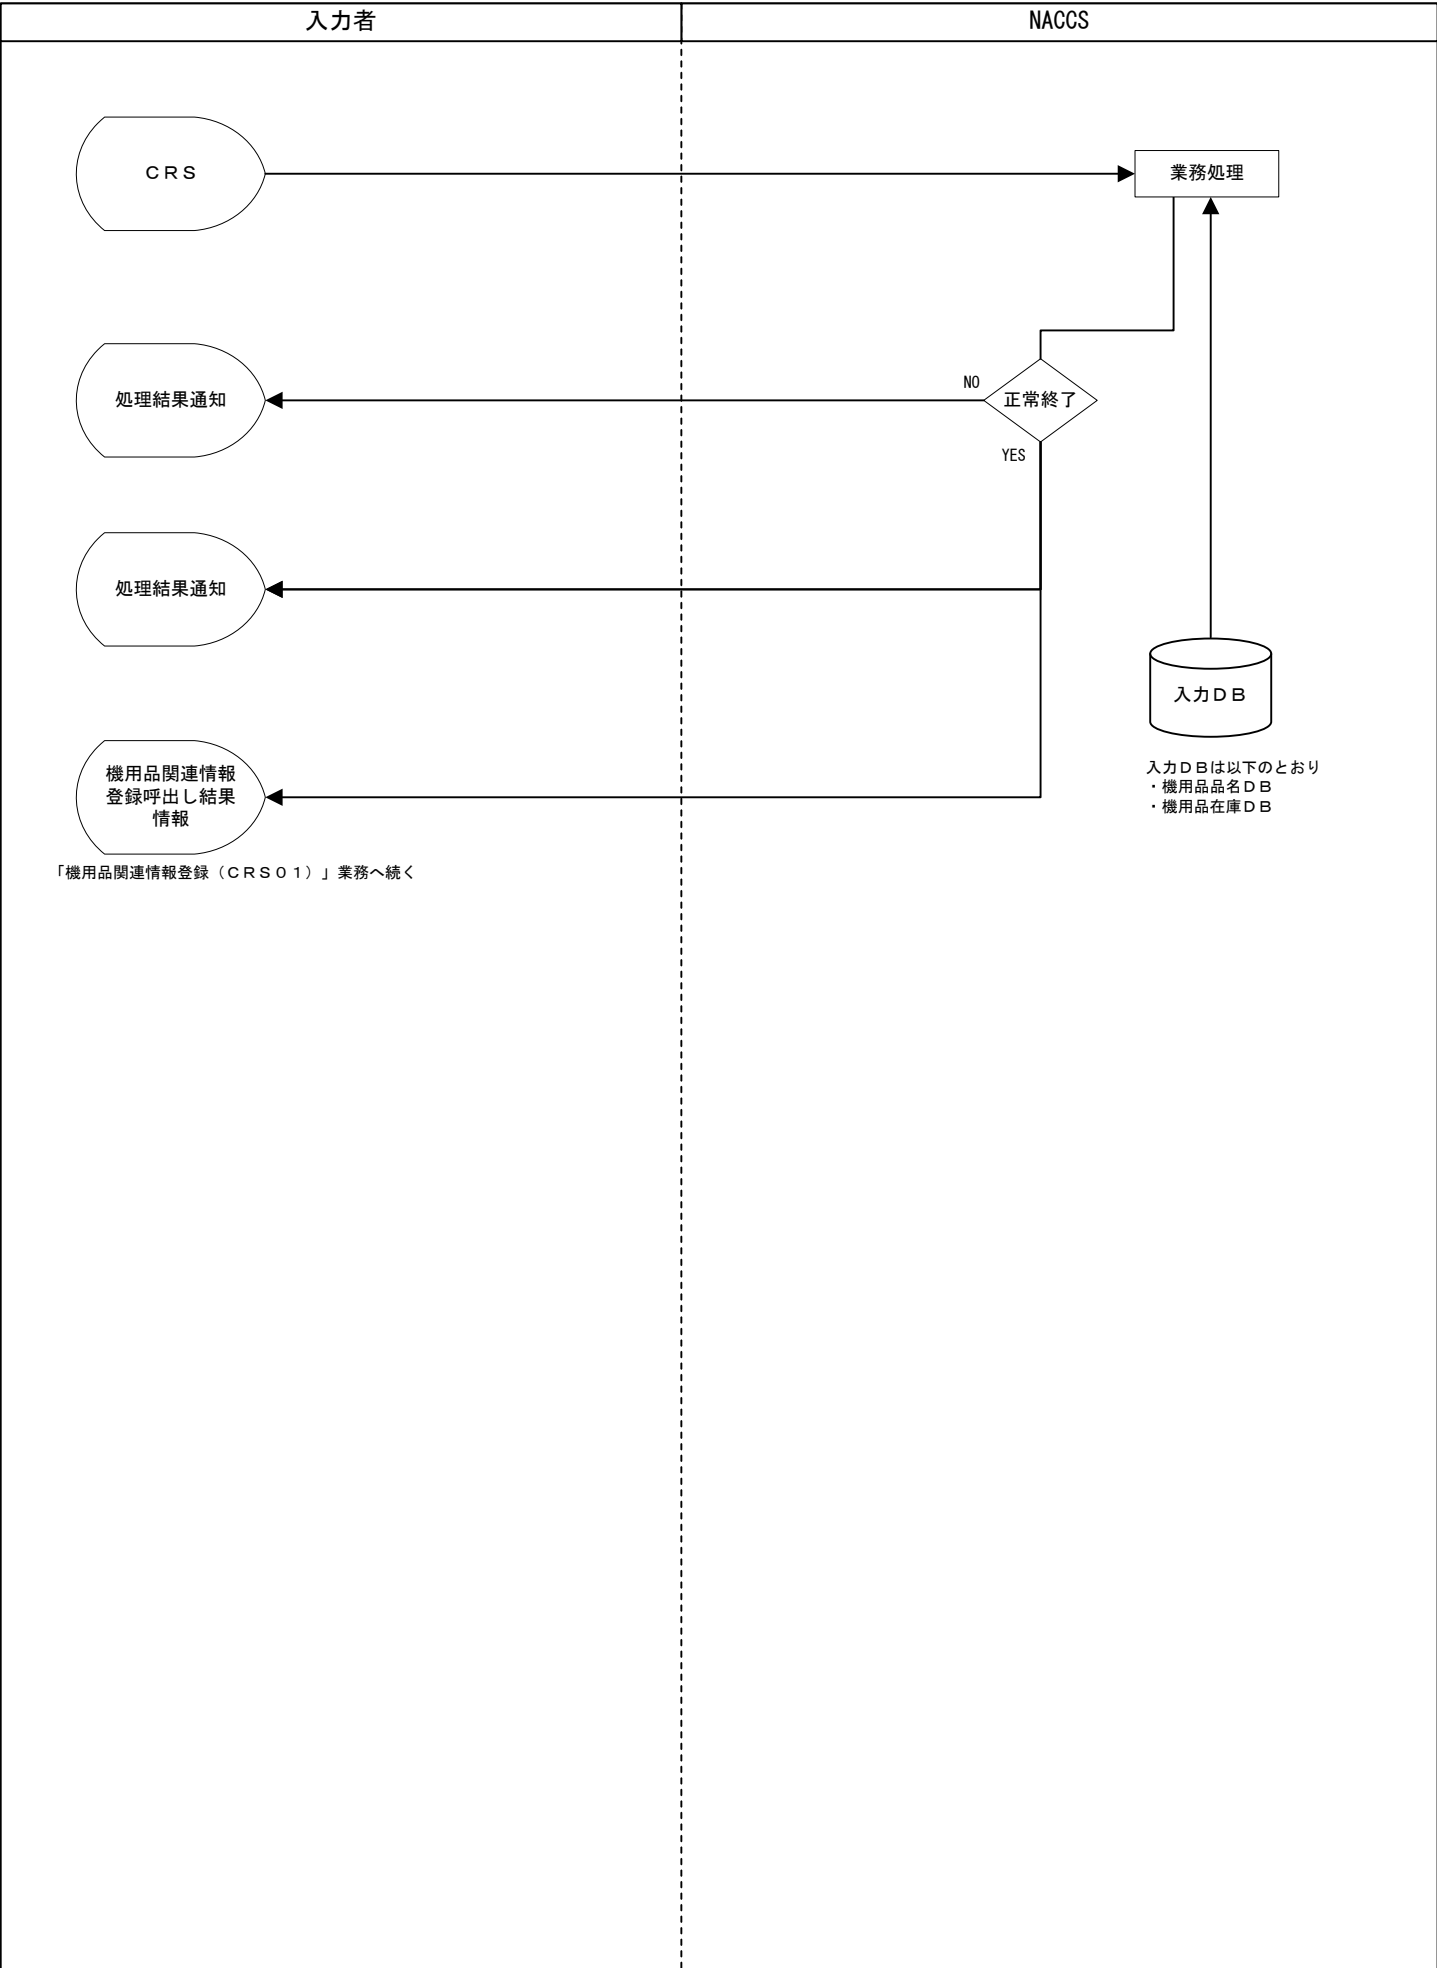 入力者
NACCS
ＣＲＳ
業務処理
処理結果通知
NO
正常終了
YES
処理結果通知
入力ＤＢ
入力ＤＢは以下のとおり
・機用品品名ＤＢ
・機用品在庫ＤＢ
機用品関連情報
登録呼出し結果
情報
「機用品関連情報登録（ＣＲＳ０１）」業務へ続く